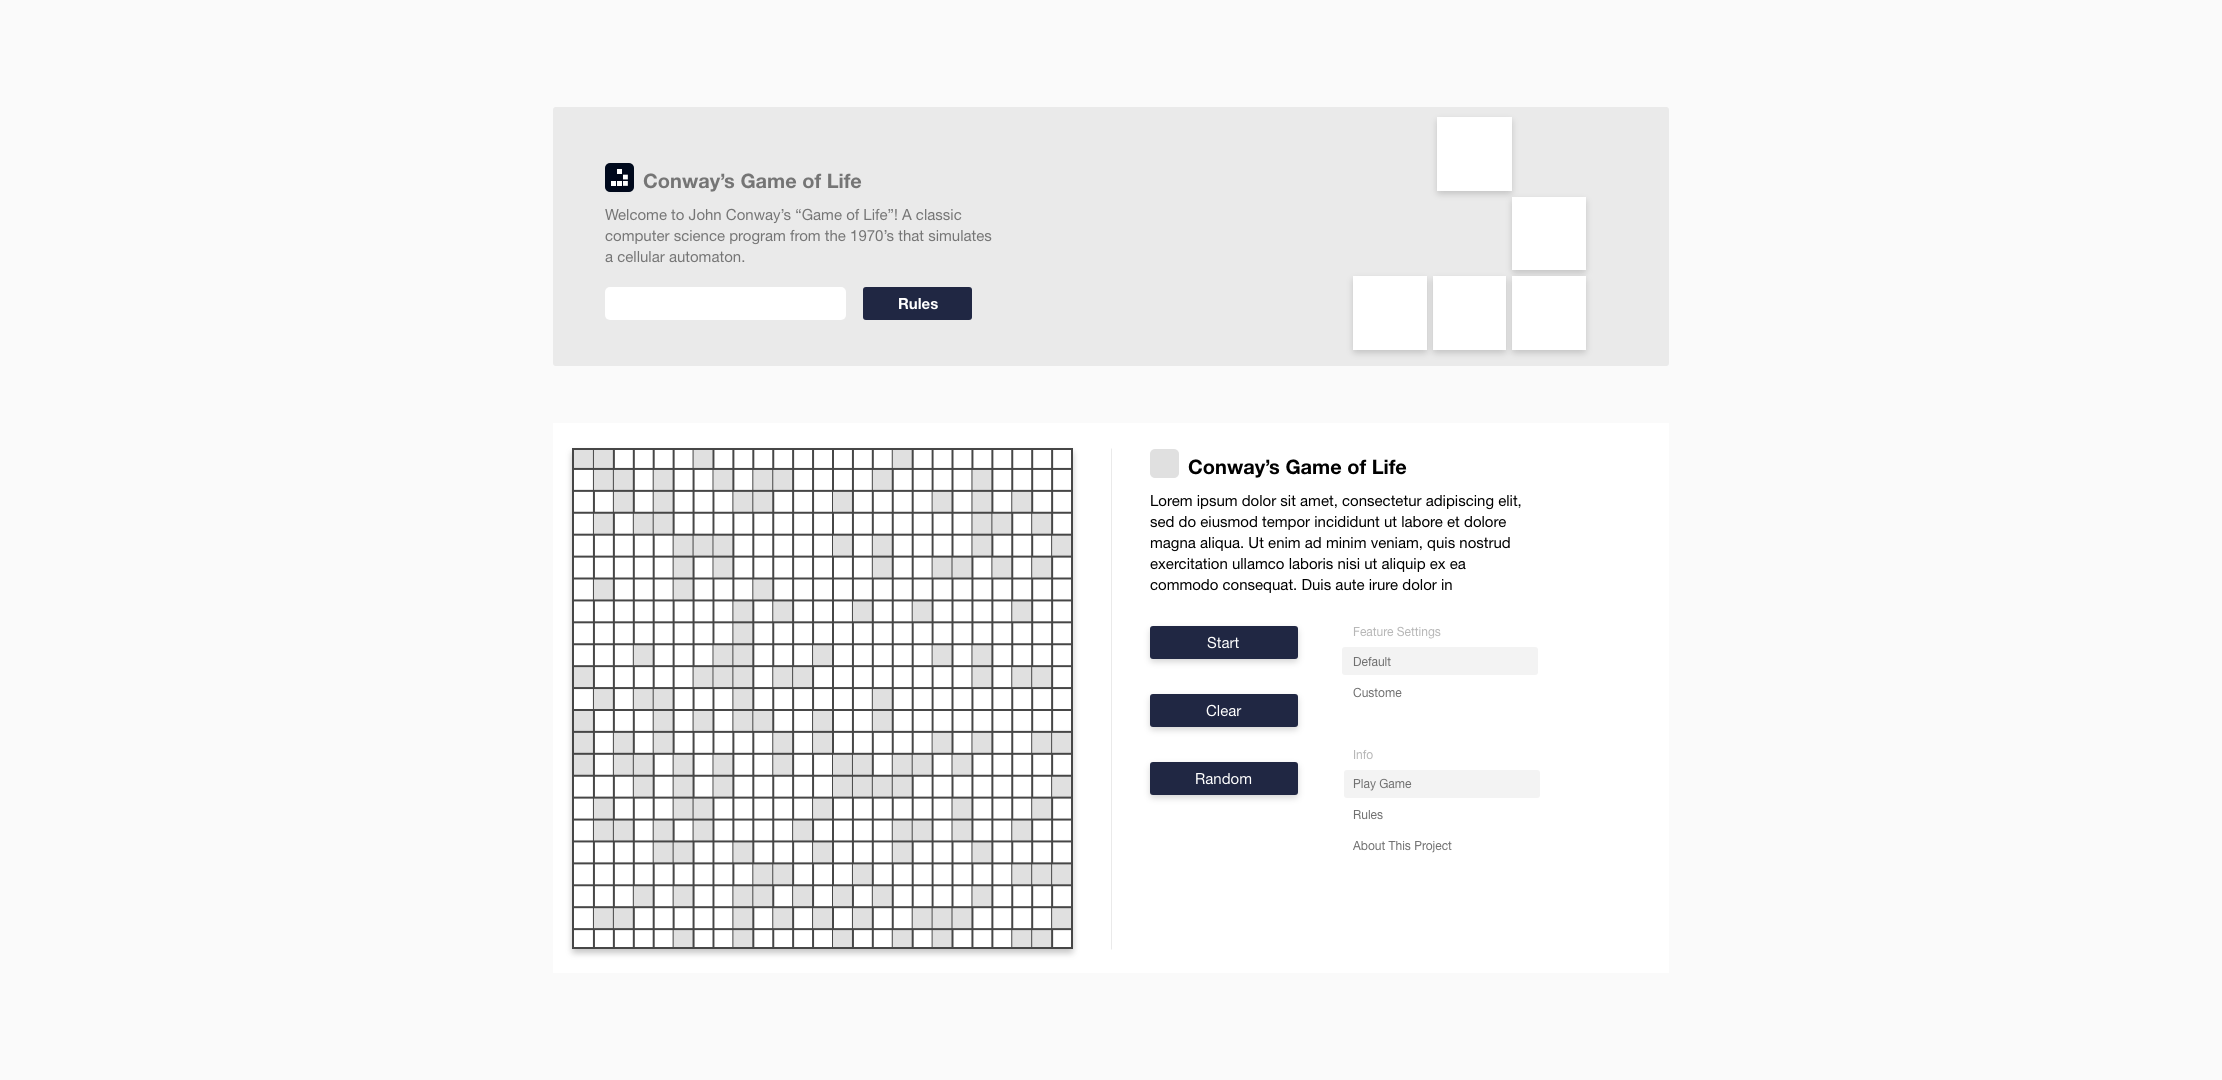 Conway’s Game of Life
Welcome to John Conway’s “Game of Life”! A classic
computer science program from the 1970’s that simulates
a cellular automaton.
Rules
Conway’s Game of Life
Lorem ipsum dolor sit amet, consectetur adipiscing elit,
sed do eiusmod tempor incididunt ut labore et dolore
magna aliqua. Ut enim ad minim veniam, quis nostrud
exercitation ullamco laboris nisi ut aliquip ex ea
commodo consequat. Duis aute irure dolor in
Start
Clear
Random
Feature Settings
Default
Custome
Info
Play Game
Rules
About This Project